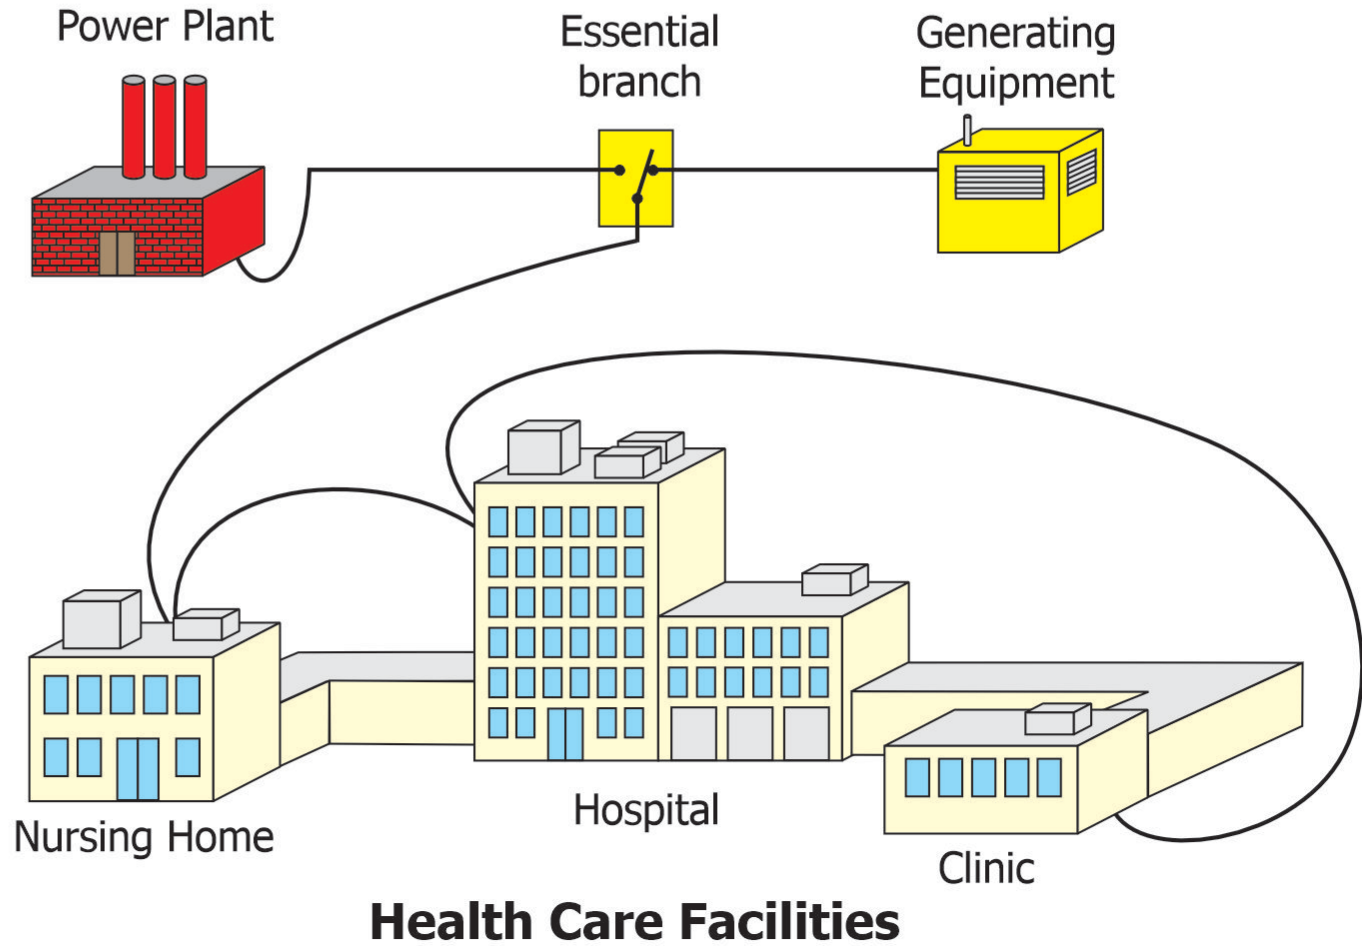 Power Plant
Essential
branch
Generating
Equipment
Nursing Home
Hospital
Clinic
Health Care Facilities